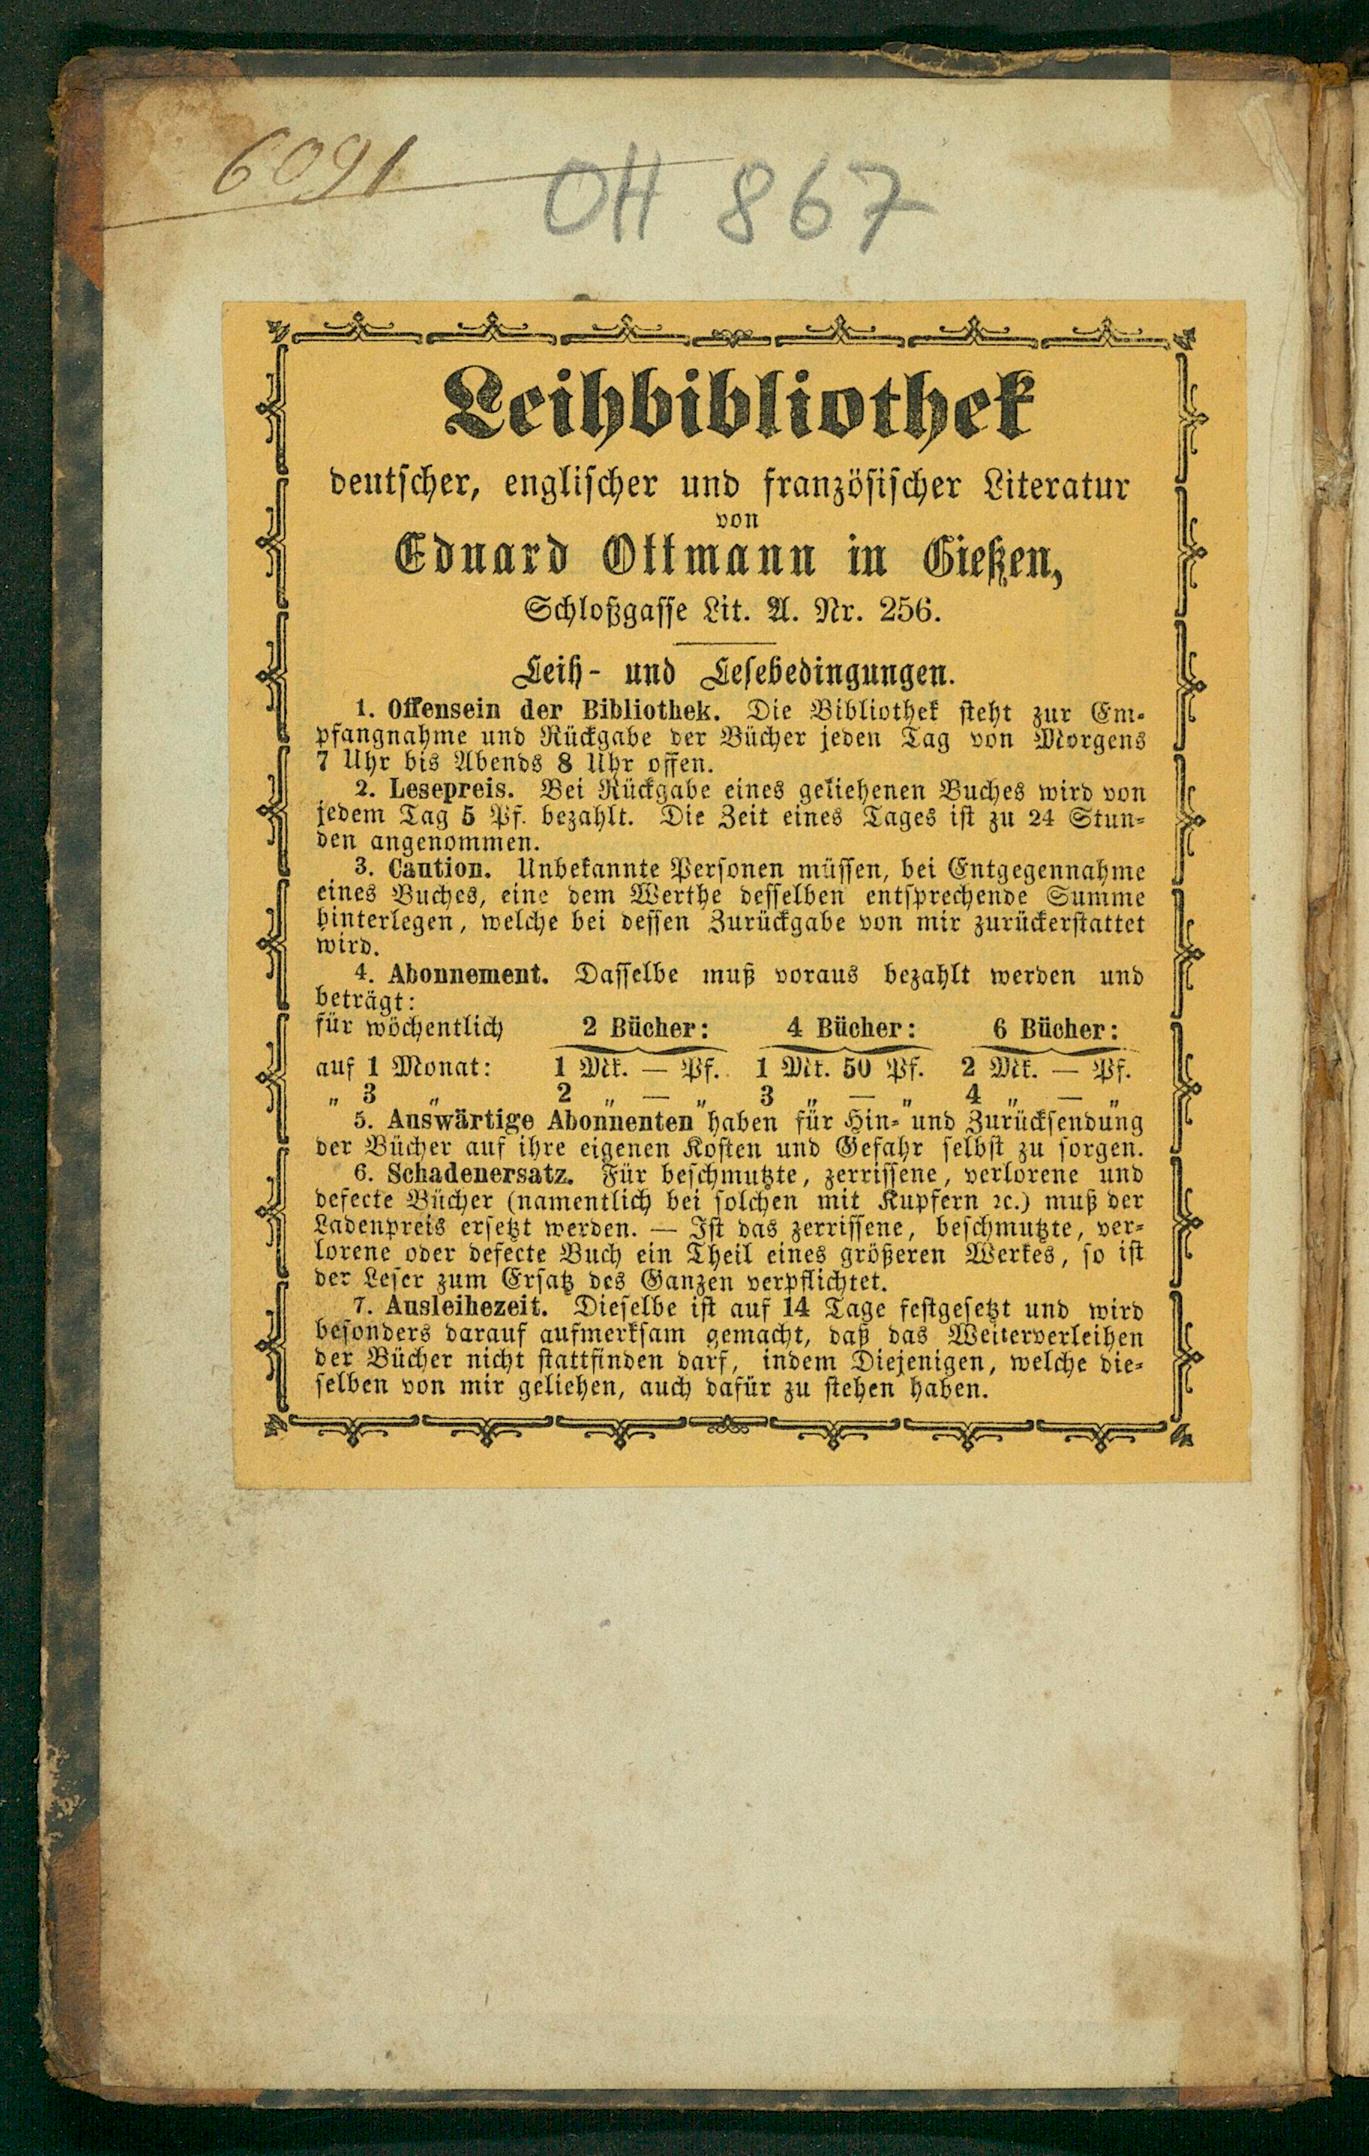 6091
OH 867
Leihbibliothek
deutscher, englischer und französischer Literatur
von
Eduard Ottmann in Gießen,
Schloßgasse Lit. A. Nr. 256.
Leih- und Lesebedingungen.
1. Offensein der Bibliothek. Die Bibliothek steht zur Em-
pfangnahme und Rückgabe der Bücher jeden Tag von Morgens
7 Uhr bis Abends 8 Uhr offen.
2. Lesepreis. Bei Rückgabe eines geliehenen Buches wird von
jedem Tag 5 Pf. bezahlt. Die Zeit eines Tages ist zu 24 Stun-
den angenommen.
3. Caution. Unbekannte Personen müssen, bei Entgegennahme
eines Buches, eine dem Werthe desselben entsprechende Summe
hinterlegen, welche bei dessen Zurückgabe von mir zurückerstattet
wird.
4. Abonnement. Dasselbe muß voraus bezahlt werden und
beträgt:
für wöchentlich 2 Bücher: 4 Bücher: 6 Bücher:
auf 1 Monat: 1 Mk. — Pf. 1 Mk. 50 Pf. 2 Mk. — Pf.
„ 3 „ 2 „ — „ 3 „ — „ 4 „ — „
5. Auswärtige Abonnenten haben für Hin- und Zurücksendung
der Bücher auf ihre eigenen Kosten und Gefahr selbst zu sorgen.
6. Schadenersatz. Für beschmutzte, zerrissene, verlorene und
defecte Bücher (namentlich bei solchen mit Kupfern ꝛc.) muß der
Ladenpreis ersetzt werden. — Ist das zerrissene, beschmutzte, ver-
lorene oder defecte Buch ein Theil eines größeren Werkes, so ist
der Leser zum Ersatz des Ganzen verpflichtet.
7. Ausleihezeit. Dieselbe ist auf 14 Tage festgesetzt und wird
besonders darauf aufmerksam gemacht, daß das Weiterverleihen
der Bücher nicht stattfinden darf, indem Diejenigen, welche die-
selben von mir geliehen, auch dafür zu stehen haben.